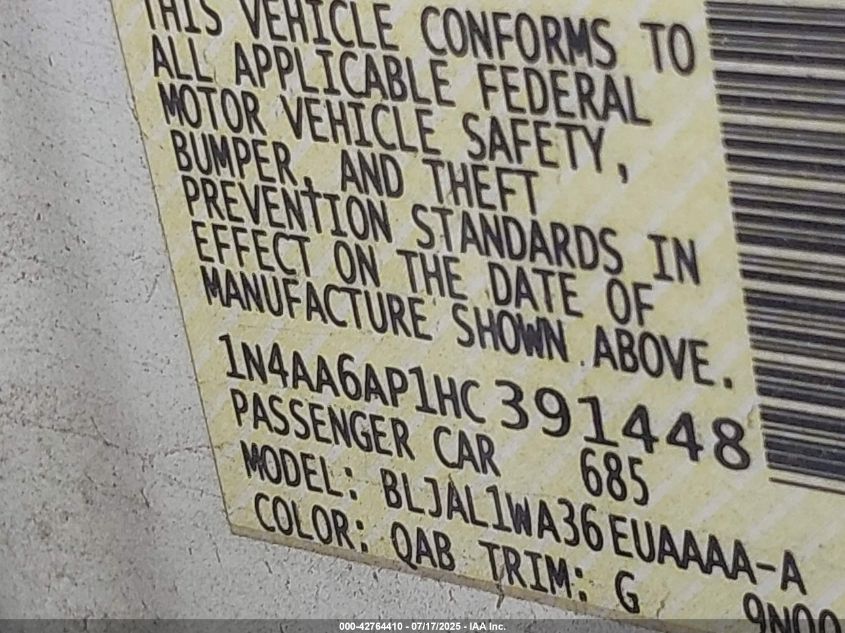 THIS VEHICLE CONFORMS TO
ALL APPLICABLE FEDERAL
MOTOR VEHICLE SAFETY,
BUMPER, AND THEFT
PREVENTION STANDARDS IN
EFFECT ON THE DATE OF
MANUFACTURE SHOWN ABOVE.
1N4AA6AP1HC391448
PASSENGER CAR 685
MODEL: BLJAL1WA36EUAAAA-A
COLOR: QAB TRIM: G
9N00
000-42764410 - 07/17/2025 - IAA Inc.